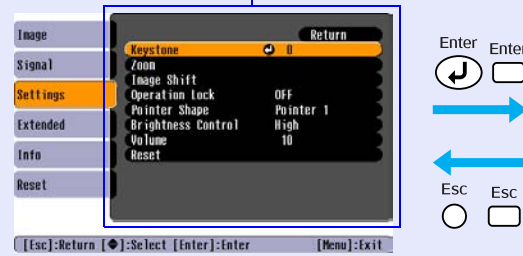 Image
Signal
Settings
Extended
Info
Reset
Return
Keystone 0
Zoom
Image Shift
Operation Lock OFF
Pointer Shape Pointer 1
Brightness Control High
Volume 10
Reset
[Esc]:Return [◆]:Select [Enter]:Enter [Menu]:Exit
Enter Enter
Esc Esc